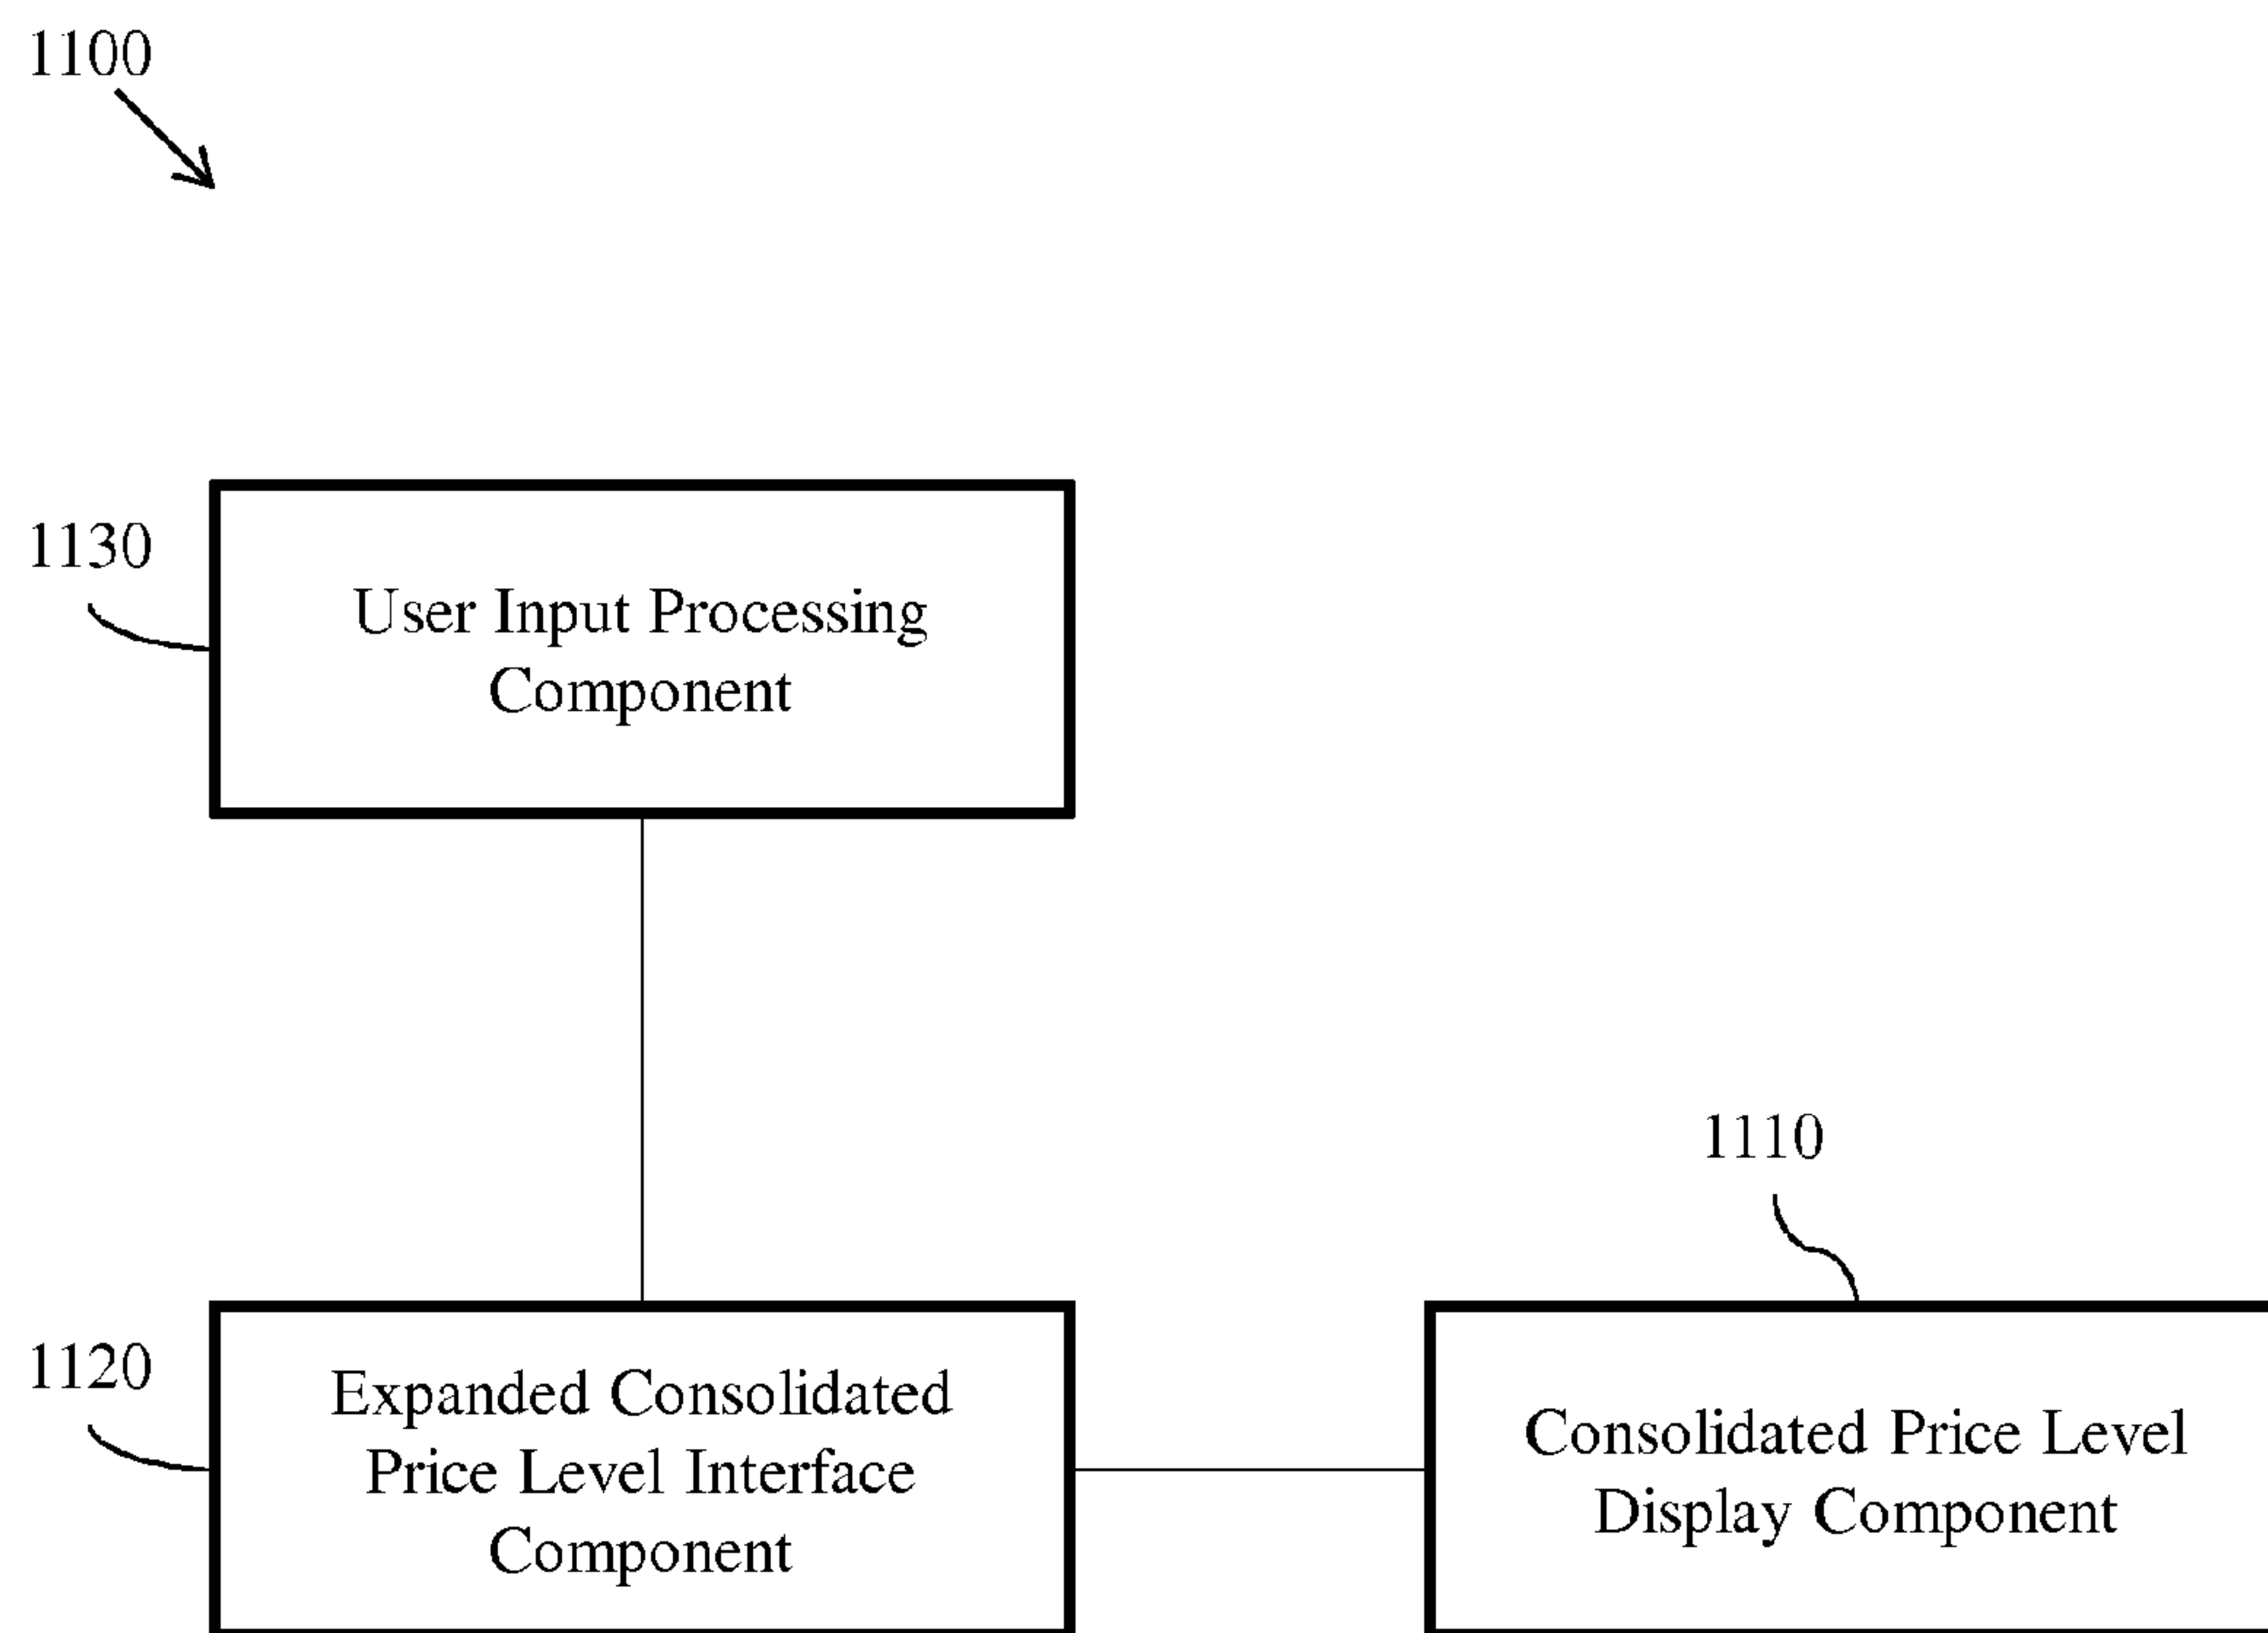 1100
1130
User Input Processing
Component
1110
1120
Expanded Consolidated
Price Level Interface
Component
Consolidated Price Level
Display Component